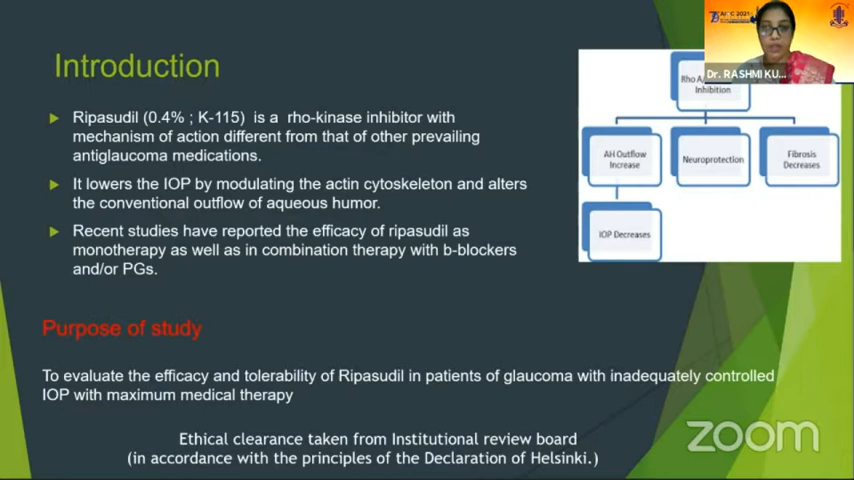 Introduction
Ripasudil (0.4% ; K-115) is a rho-kinase inhibitor with
mechanism of action different from that of other prevailing
antiglaucoma medications.
It lowers the IOP by modulating the actin cytoskeleton and alters
the conventional outflow of aqueous humor.
Recent studies have reported the efficacy of ripasudil as
monotherapy as well as in combination therapy with b-blockers
and/or PGs.
Dr. RASHMI KU...
Rho
Inhibition
AH Outflow
Increase
Neuroprotection
Fibrosis
Decreases
IOP Decreases
Purpose of study
To evaluate the efficacy and tolerability of Ripasudil in patients of glaucoma with inadequately controlled
IOP with maximum medical therapy
Ethical clearance taken from Institutional review board
(in accordance with the principles of the Declaration of Helsinki.)
zoom